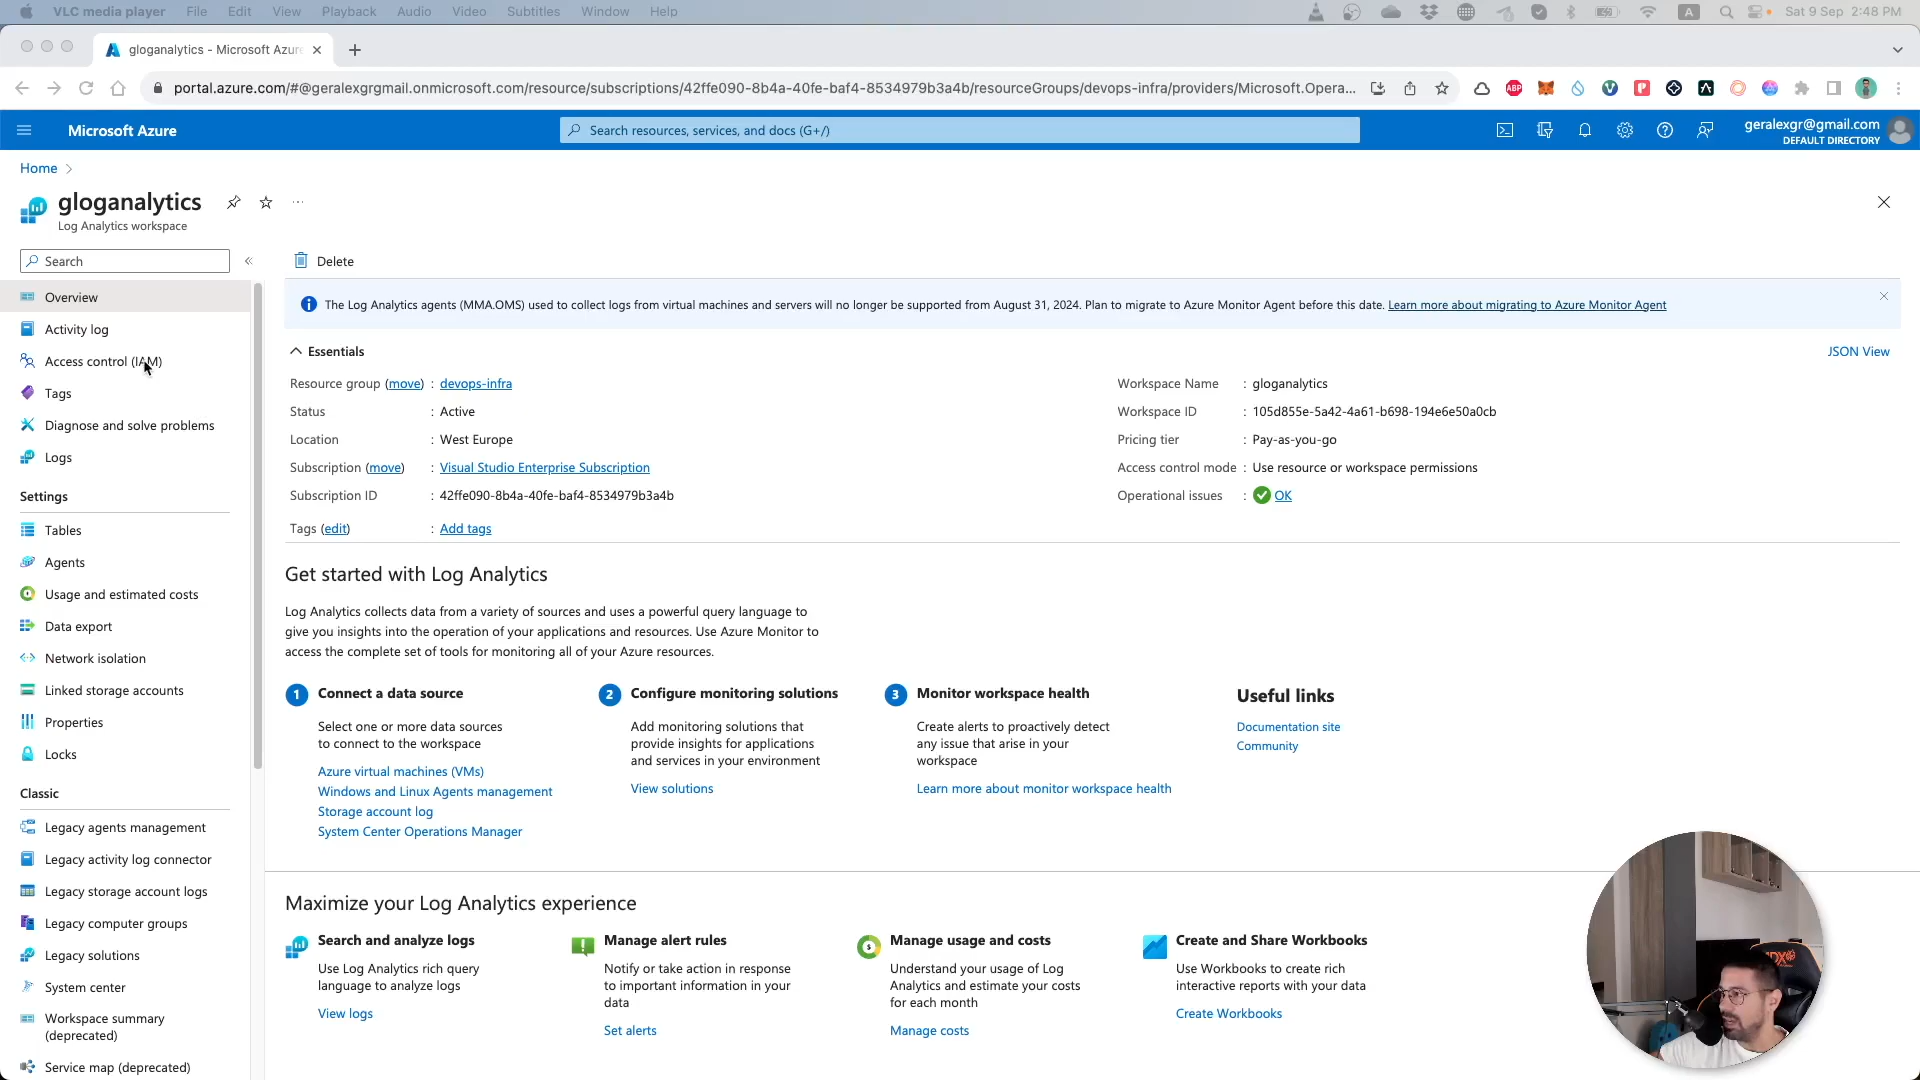 VLC media player File Edit View Playback Audio Video Subtitles Window Help A Sat 9 Sep 2:48 PM
gloganalytics - Microsoft Azure
portal.azure.com/#@geralexgrgmail.onmicrosoft.com/resource/subscriptions/42ffe090-8b4a-40fe-baf4-8534979b3a4b/resourceGroups/devops-infra/providers/Microsoft.Opera... ABP
Microsoft Azure
Search resources, services, and docs (G+/)
geralexgr@gmail.com
DEFAULT DIRECTORY
Home
gloganalytics
Log Analytics workspace
Search
Overview
Activity log
Access control (IAM)
Tags
Diagnose and solve problems
Logs
Settings
Tables
Agents
Usage and estimated costs
Data export
Network isolation
Linked storage accounts
Properties
Locks
Classic
Legacy agents management
Legacy activity log connector
Legacy storage account logs
Legacy computer groups
Legacy solutions
System center
Workspace summary
(deprecated)
Service map (deprecated)
Delete
The Log Analytics agents (MMA.OMS) used to collect logs from virtual machines and servers will no longer be supported from August 31, 2024. Plan to migrate to Azure Monitor Agent before this date. Learn more about migrating to Azure Monitor Agent
Essentials
JSON View
Resource group (move) : devops-infra
Status : Active
Location : West Europe
Subscription (move) : Visual Studio Enterprise Subscription
Subscription ID : 42ffe090-8b4a-40fe-baf4-8534979b3a4b
Tags (edit) : Add tags
Workspace Name : gloganalytics
Workspace ID : 105d855e-5a42-4a61-b698-194e6e50a0cb
Pricing tier : Pay-as-you-go
Access control mode : Use resource or workspace permissions
Operational issues : OK
Get started with Log Analytics
Log Analytics collects data from a variety of sources and uses a powerful query language to
give you insights into the operation of your applications and resources. Use Azure Monitor to
access the complete set of tools for monitoring all of your Azure resources.
1 Connect a data source
Select one or more data sources
to connect to the workspace
Azure virtual machines (VMs)
Windows and Linux Agents management
Storage account log
System Center Operations Manager
2 Configure monitoring solutions
Add monitoring solutions that
provide insights for applications
and services in your environment
View solutions
3 Monitor workspace health
Create alerts to proactively detect
any issue that arise in your
workspace
Learn more about monitor workspace health
Useful links
Documentation site
Community
Maximize your Log Analytics experience
Search and analyze logs
Use Log Analytics rich query
language to analyze logs
View logs
Manage alert rules
Notify or take action in response
to important information in your
data
Set alerts
Manage usage and costs
Understand your usage of Log
Analytics and estimate your costs
for each month
Manage costs
Create and Share Workbooks
Use Workbooks to create rich
interactive reports with your data
Create Workbooks